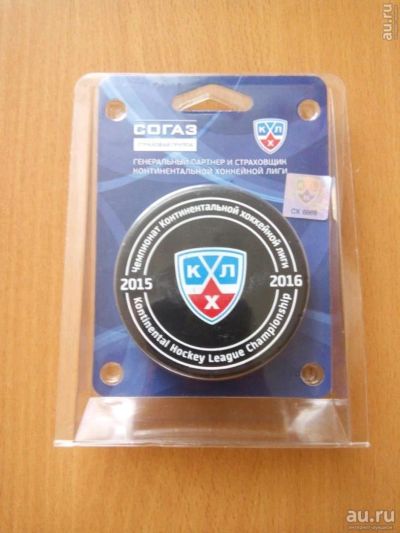 au.ru
СОГАЗ
СТРАХОВАЯ ГРУППА
КХЛ
ГЕНЕРАЛЬНЫЙ ПАРТНЕР И СТРАХОВЩИК
КОНТИНЕНТАЛЬНОЙ ХОККЕЙНОЙ ЛИГИ
Чемпионат Континентальной хоккейной лиги
2015
КХЛ
2016
Kontinental Hockey League Championship
au.ru